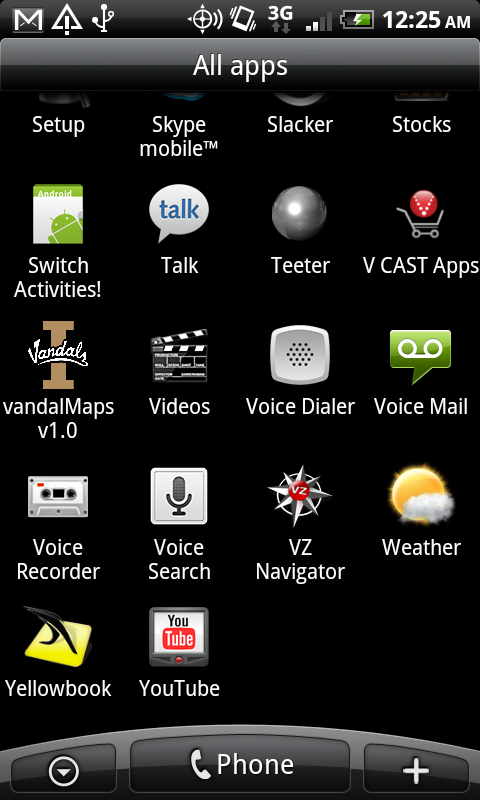 3G
12:25 AM
All apps
Setup
Skype mobile™
Slacker
Stocks
Android
talk
Switch Activities!
Talk
Teeter
V CAST Apps
Vandals
vandalMaps v1.0
Videos
Voice Dialer
Voice Mail
VZ
Voice Recorder
Voice Search
VZ Navigator
Weather
You Tube
Yellowbook
YouTube
Phone